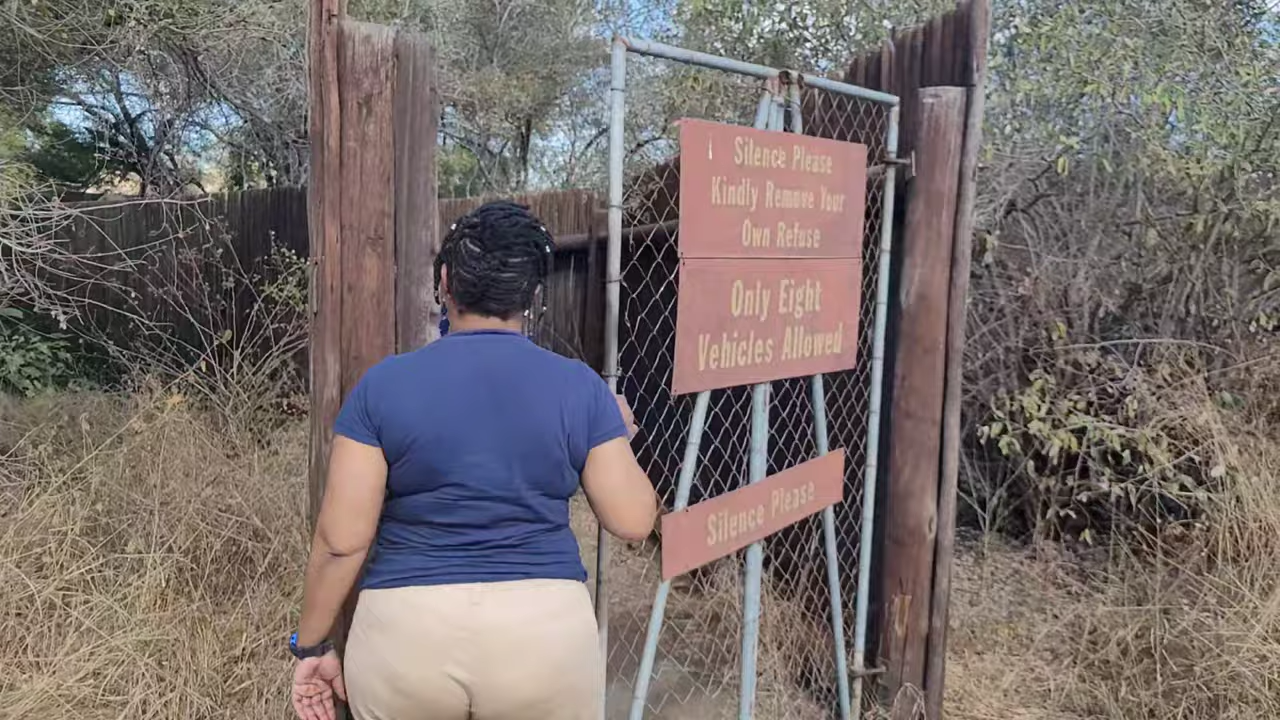 Silence Please
Kindly Remove Your
Own Refuse
Only Eight
Vehicles Allowed
Silence Please